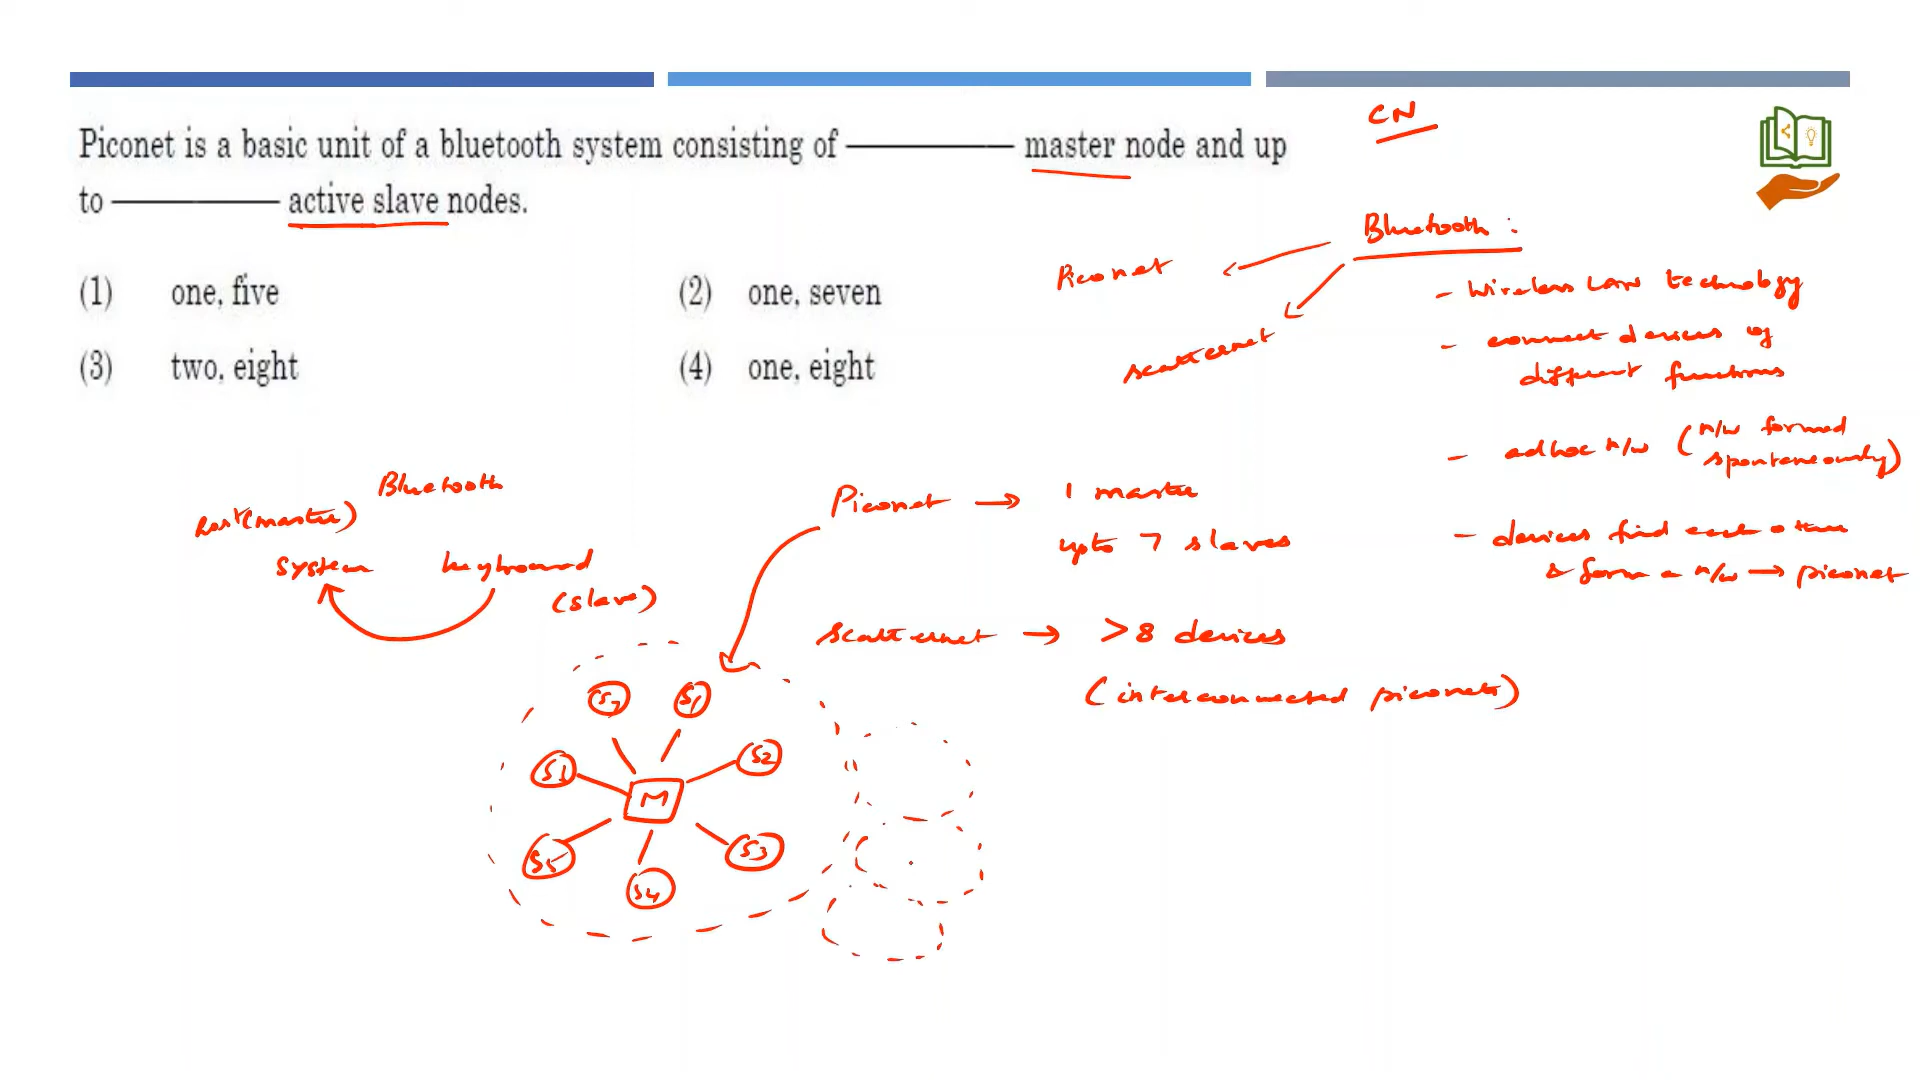 CN
Piconet is a basic unit of a bluetooth system consisting of ———— master node and up
to ———— active slave nodes.
(1) one, five
(2) one, seven
(3) two, eight
(4) one, eight
Bluetooth :
Piconet
Scatternet
- Wireless LAN technology
- connect devices of
different functions
- adhoc n/w (n/w formed
spontaneously)
- devices find each other
& form a n/w → piconet
Bluetooth
Host(master)
System keyboard
(slave)
Piconet → 1 master
upto 7 slaves
Scatternet → >8 devices
(interconnected piconets)
S7
S1
S2
M
S3
S4
S5